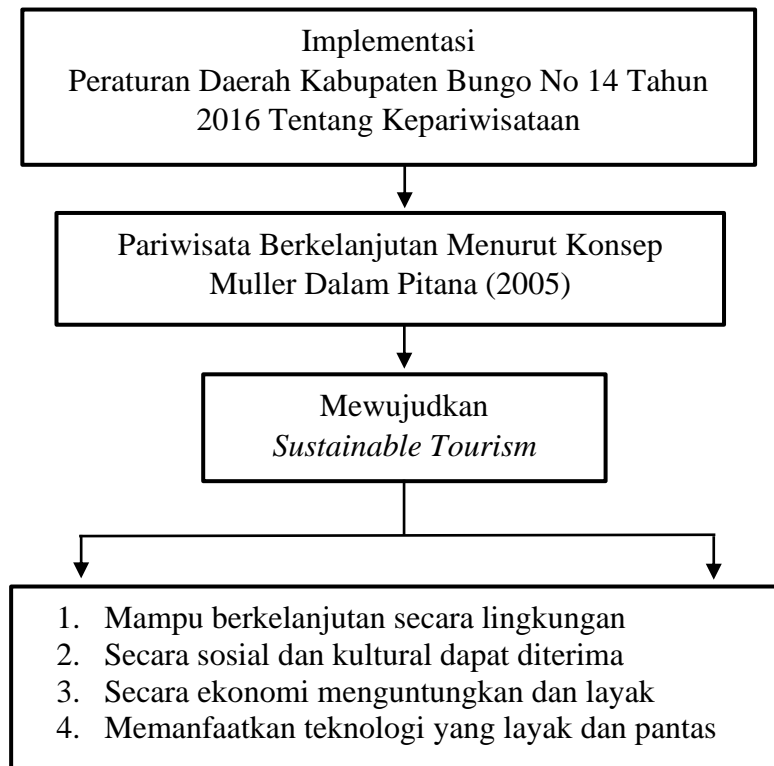 Implementasi
Peraturan Daerah Kabupaten Bungo No 14 Tahun
2016 Tentang Kepariwisataan
Pariwisata Berkelanjutan Menurut Konsep
Muller Dalam Pitana (2005)
Mewujudkan
Sustainable Tourism
1. Mampu berkelanjutan secara lingkungan
2. Secara sosial dan kultural dapat diterima
3. Secara ekonomi menguntungkan dan layak
4. Memanfaatkan teknologi yang layak dan pantas